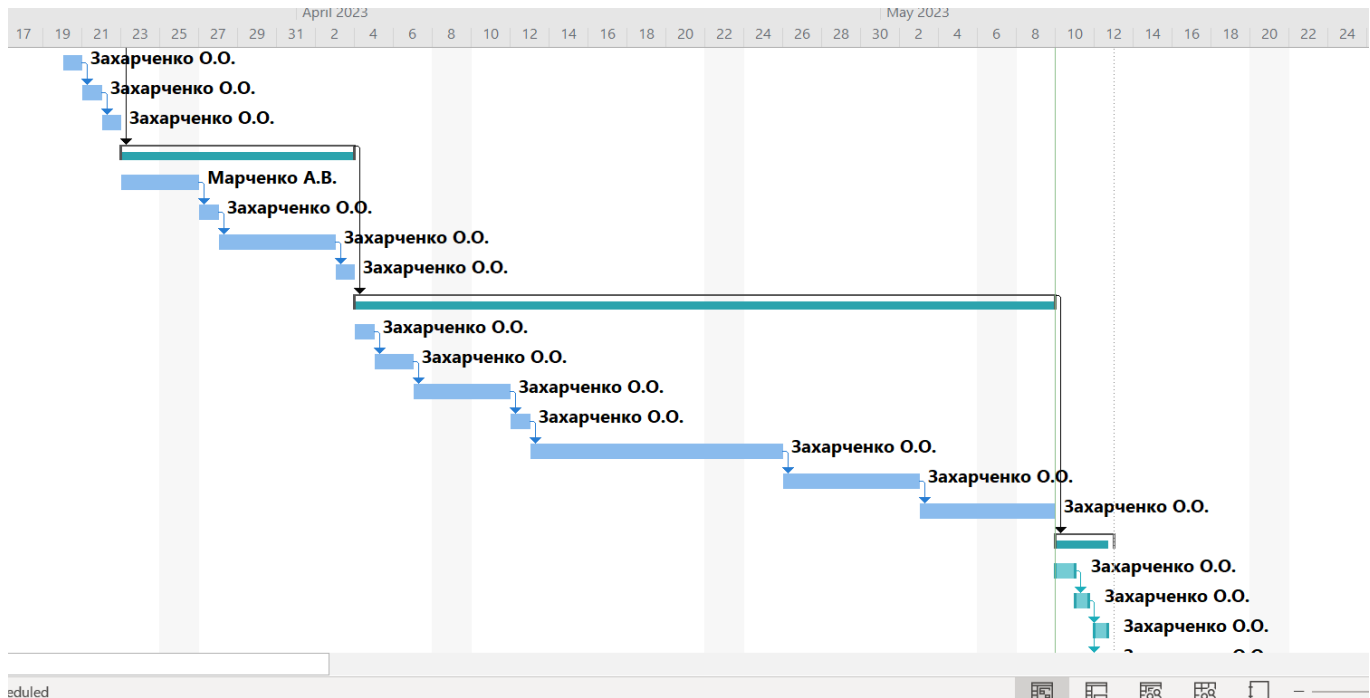 April 2023 May 2023
17 19 21 23 25 27 29 31 2 4 6 8 10 12 14 16 18 20 22 24 26 28 30 2 4 6 8 10 12 14 16 18 20 22 24
Захарченко О.О.
Захарченко О.О.
Захарченко О.О.
Марченко А.В.
Захарченко О.О.
Захарченко О.О.
Захарченко О.О.
Захарченко О.О.
Захарченко О.О.
Захарченко О.О.
Захарченко О.О.
Захарченко О.О.
Захарченко О.О.
Захарченко О.О.
Захарченко О.О.
Захарченко О.О.
Захарченко О.О.
eduled